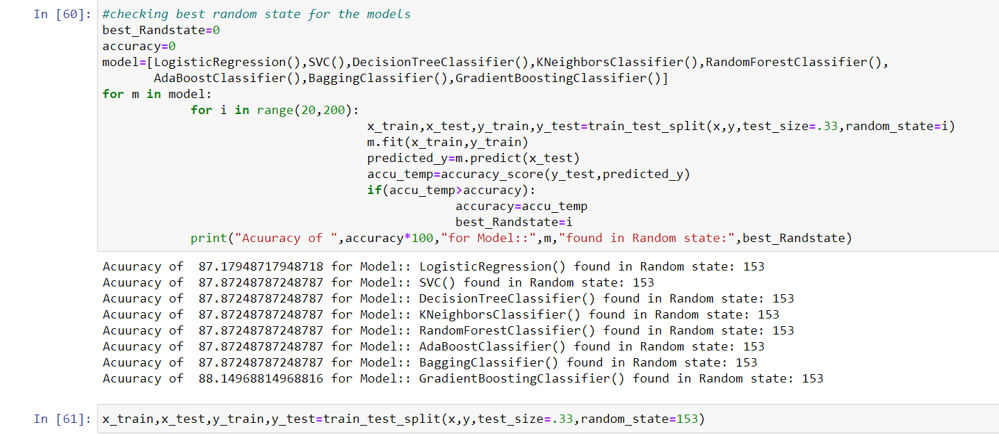 In [60]: #checking best random state for the models
best_Randstate=0
accuracy=0
model=[LogisticRegression(),SVC(),DecisionTreeClassifier(),KNeighborsClassifier(),RandomForestClassifier(),
AdaBoostClassifier(),BaggingClassifier(),GradientBoostingClassifier()]
for m in model:
for i in range(20,200):
x_train,x_test,y_train,y_test=train_test_split(x,y,test_size=.33,random_state=i)
m.fit(x_train,y_train)
predicted_y=m.predict(x_test)
accu_temp=accuracy_score(y_test,predicted_y)
if(accu_temp>accuracy):
accuracy=accu_temp
best_Randstate=i
print("Acuuracy of ",accuracy*100,"for Model::",m,"found in Random state:",best_Randstate)
Acuuracy of  87.17948717948718 for Model:: LogisticRegression() found in Random state: 153
Acuuracy of  87.87248787248787 for Model:: SVC() found in Random state: 153
Acuuracy of  87.87248787248787 for Model:: DecisionTreeClassifier() found in Random state: 153
Acuuracy of  87.87248787248787 for Model:: KNeighborsClassifier() found in Random state: 153
Acuuracy of  87.87248787248787 for Model:: RandomForestClassifier() found in Random state: 153
Acuuracy of  87.87248787248787 for Model:: AdaBoostClassifier() found in Random state: 153
Acuuracy of  87.87248787248787 for Model:: BaggingClassifier() found in Random state: 153
Acuuracy of  88.14968814968816 for Model:: GradientBoostingClassifier() found in Random state: 153
In [61]: x_train,x_test,y_train,y_test=train_test_split(x,y,test_size=.33,random_state=153)